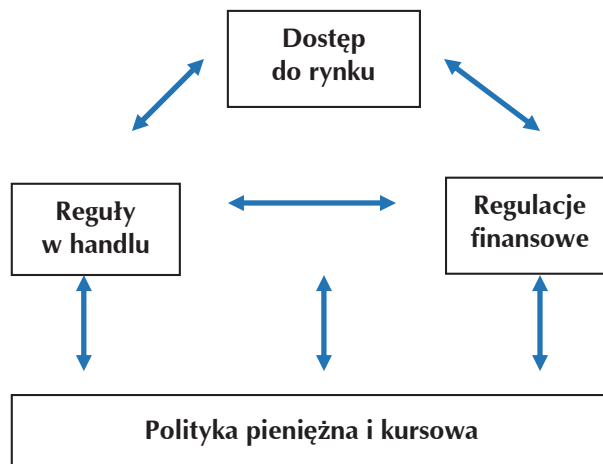 Dostęp
do rynku
Reguły
w handlu
Regulacje
finansowe
Polityka pieniężna i kursowa